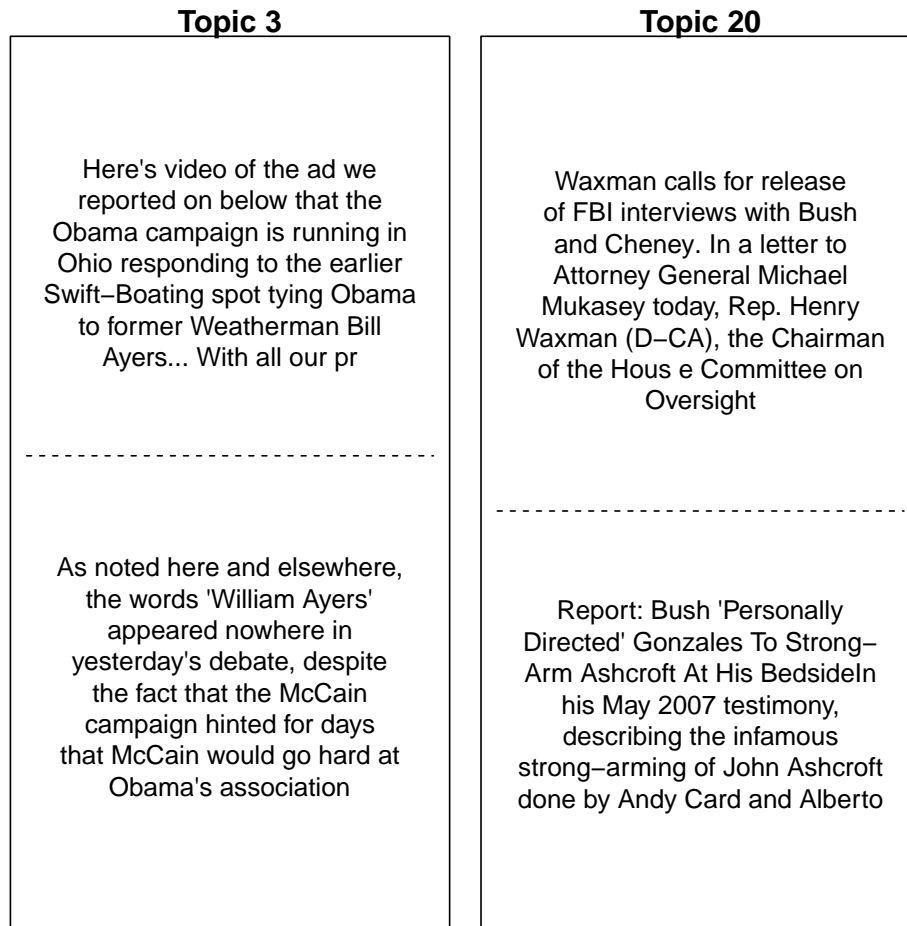 Topic 3
Here's video of the ad we
reported on below that the
Obama campaign is running in
Ohio responding to the earlier
Swift−Boating spot tying Obama
to former Weatherman Bill
Ayers... With all our pr
As noted here and elsewhere,
the words 'William Ayers'
appeared nowhere in
yesterday's debate, despite
the fact that the McCain
campaign hinted for days
that McCain would go hard at
Obama's association
Topic 20
Waxman calls for release
of FBI interviews with Bush
and Cheney. In a letter to
Attorney General Michael
Mukasey today, Rep. Henry
Waxman (D−CA), the Chairman
of the Hous e Committee on
Oversight
Report: Bush 'Personally
Directed' Gonzales To Strong−
Arm Ashcroft At His BedsideIn
his May 2007 testimony,
describing the infamous
strong−arming of John Ashcroft
done by Andy Card and Alberto